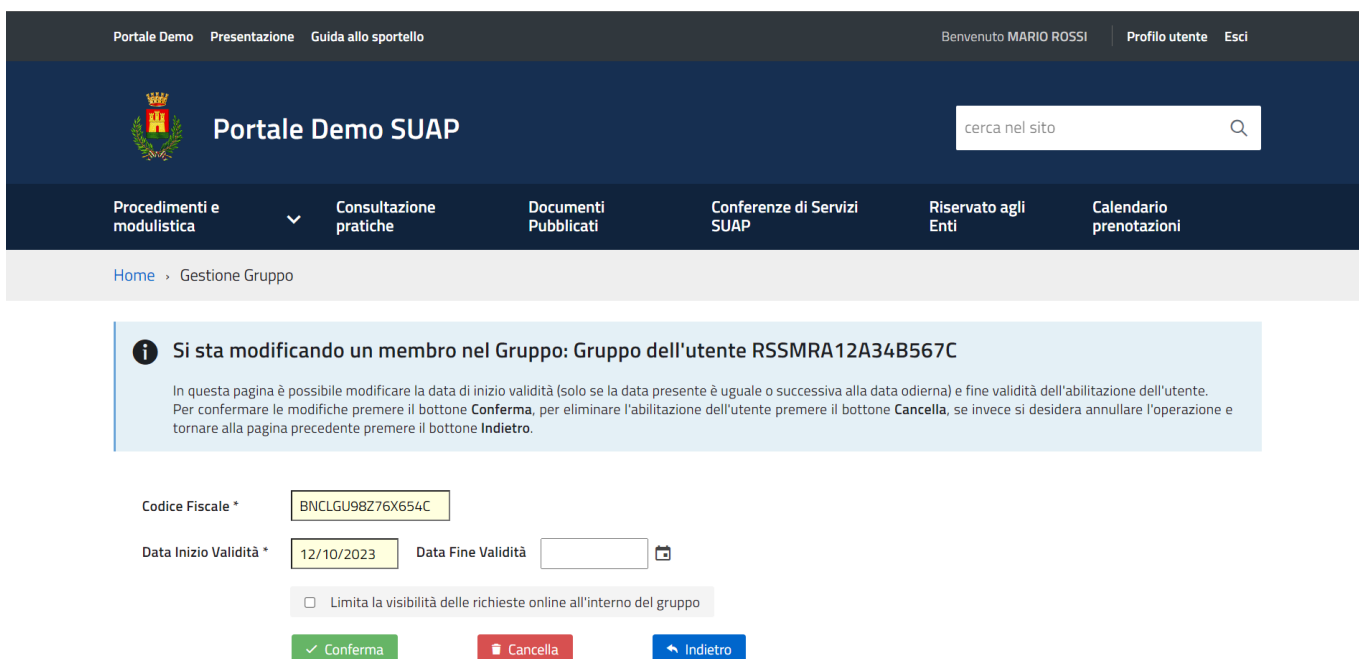 Portale Demo Presentazione Guida allo sportello Benvenuto MARIO ROSSI Profilo utente Esci
Portale Demo SUAP
cerca nel sito
Procedimenti e modulistica
Consultazione pratiche
Documenti Pubblicati
Conferenze di Servizi SUAP
Riservato agli Enti
Calendario prenotazioni
Home › Gestione Gruppo
Si sta modificando un membro nel Gruppo: Gruppo dell'utente RSSMRA12A34B567C
In questa pagina è possibile modificare la data di inizio validità (solo se la data presente è uguale o successiva alla data odierna) e fine validità dell'abilitazione dell'utente.
Per confermare le modifiche premere il bottone Conferma, per eliminare l'abilitazione dell'utente premere il bottone Cancella, se invece si desidera annullare l'operazione e
tornare alla pagina precedente premere il bottone Indietro.
Codice Fiscale * BNCLGU98Z76X654C
Data Inizio Validità * 12/10/2023 Data Fine Validità
Limita la visibilità delle richieste online all'interno del gruppo
Conferma Cancella Indietro